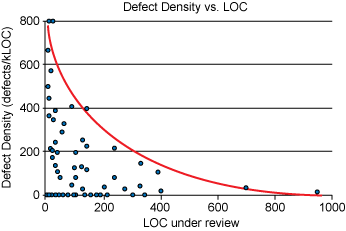 Defect Density vs. LOC
Defect Density (defects/kLOC)
800
600
400
200
0
0 200 400 600 800 1000
LOC under review